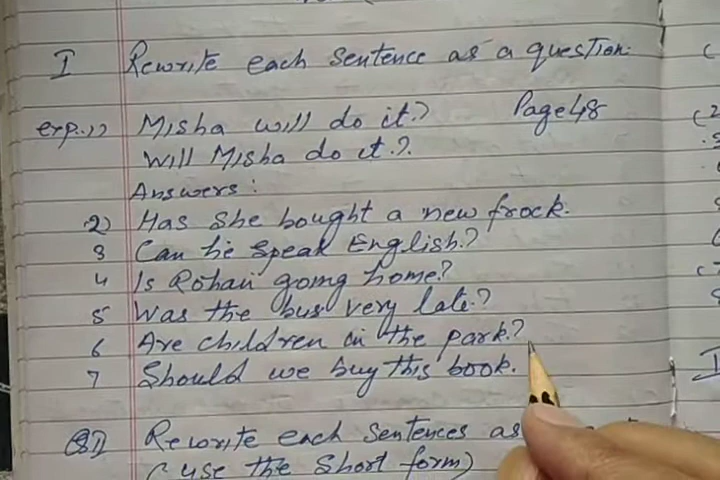 I Rewrite each sentence as a question.
exp. 1) Misha will do it.? Page 48
Will Misha do it.?
Answers:
2) Has she bought a new frock.
3 Can he speak English.?
4 Is Rohan going home?
5 Was the bus very late.?
6 Are children in the park.?
7 Should we buy this book.
Rewrite each sentences as
(use the short form)